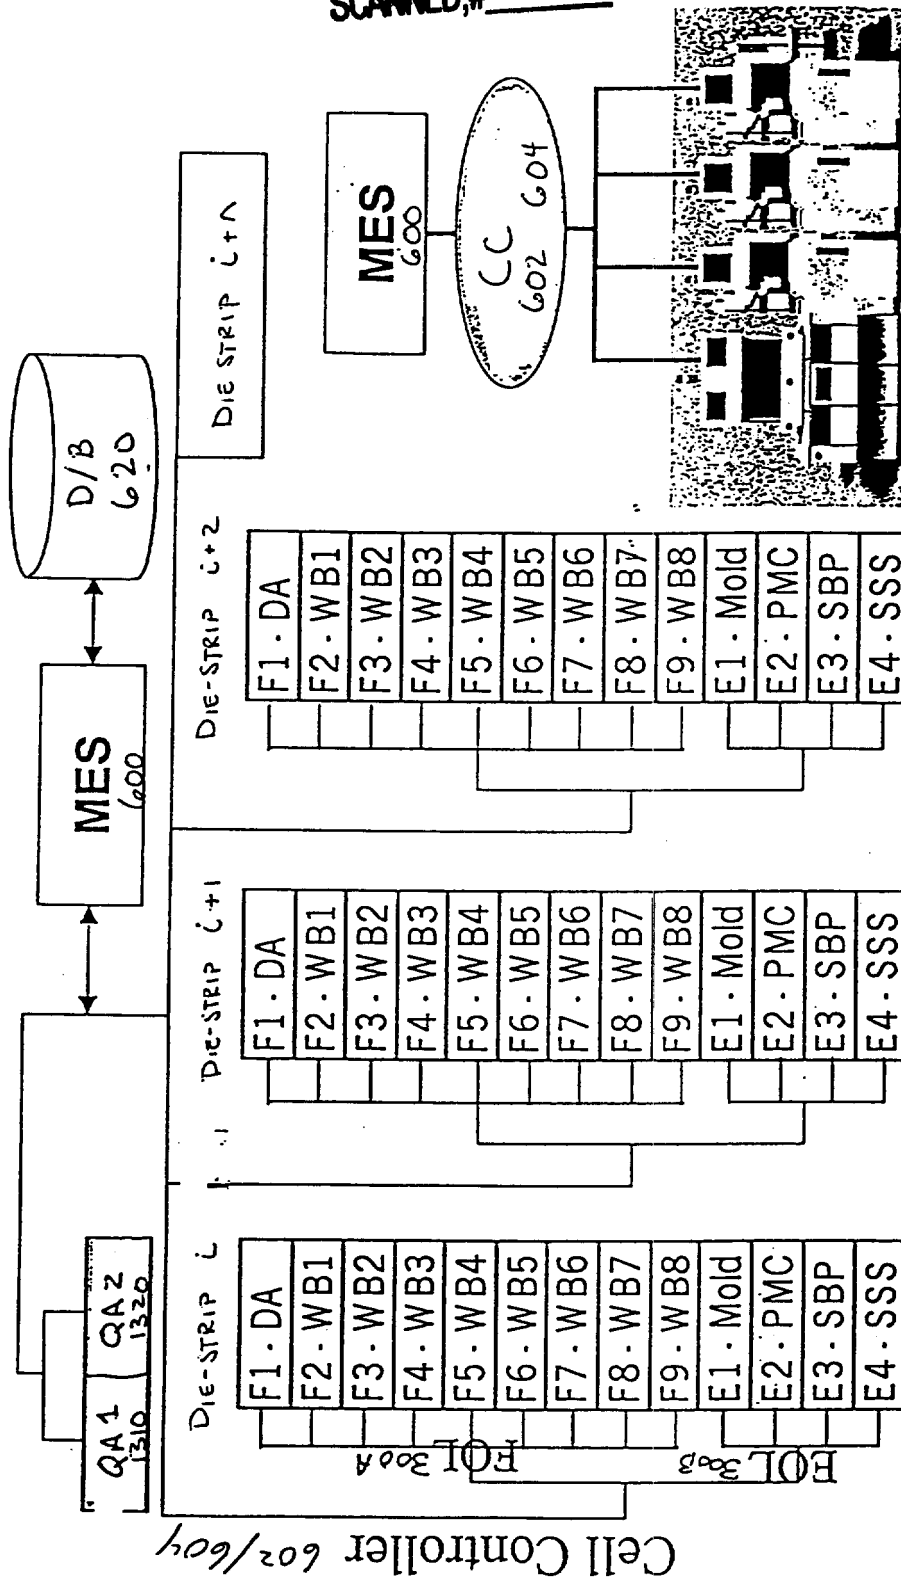 SCANNED, #
QA1
1310
QA2
1320
MES
600
D/B
620
Cell Controller 602/604
DIE-STRIP i
FOL 300A
F1 · DA
F2 · WB1
F3 · WB2
F4 · WB3
F5 · WB4
F6 · WB5
F7 · WB6
F8 · WB7
F9 · WB8
EOL 300B
E1 · Mold
E2 · PMC
E3 · SBP
E4 · SSS
DIE-STRIP i+1
F1 · DA
F2 · WB1
F3 · WB2
F4 · WB3
F5 · WB4
F6 · WB5
F7 · WB6
F8 · WB7
F9 · WB8
E1 · Mold
E2 · PMC
E3 · SBP
E4 · SSS
DIE-STRIP i+2
F1 · DA
F2 · WB1
F3 · WB2
F4 · WB3
F5 · WB4
F6 · WB5
F7 · WB6
F8 · WB7
F9 · WB8
E1 · Mold
E2 · PMC
E3 · SBP
E4 · SSS
DIE STRIP i+n
MES
600
CC
602 604